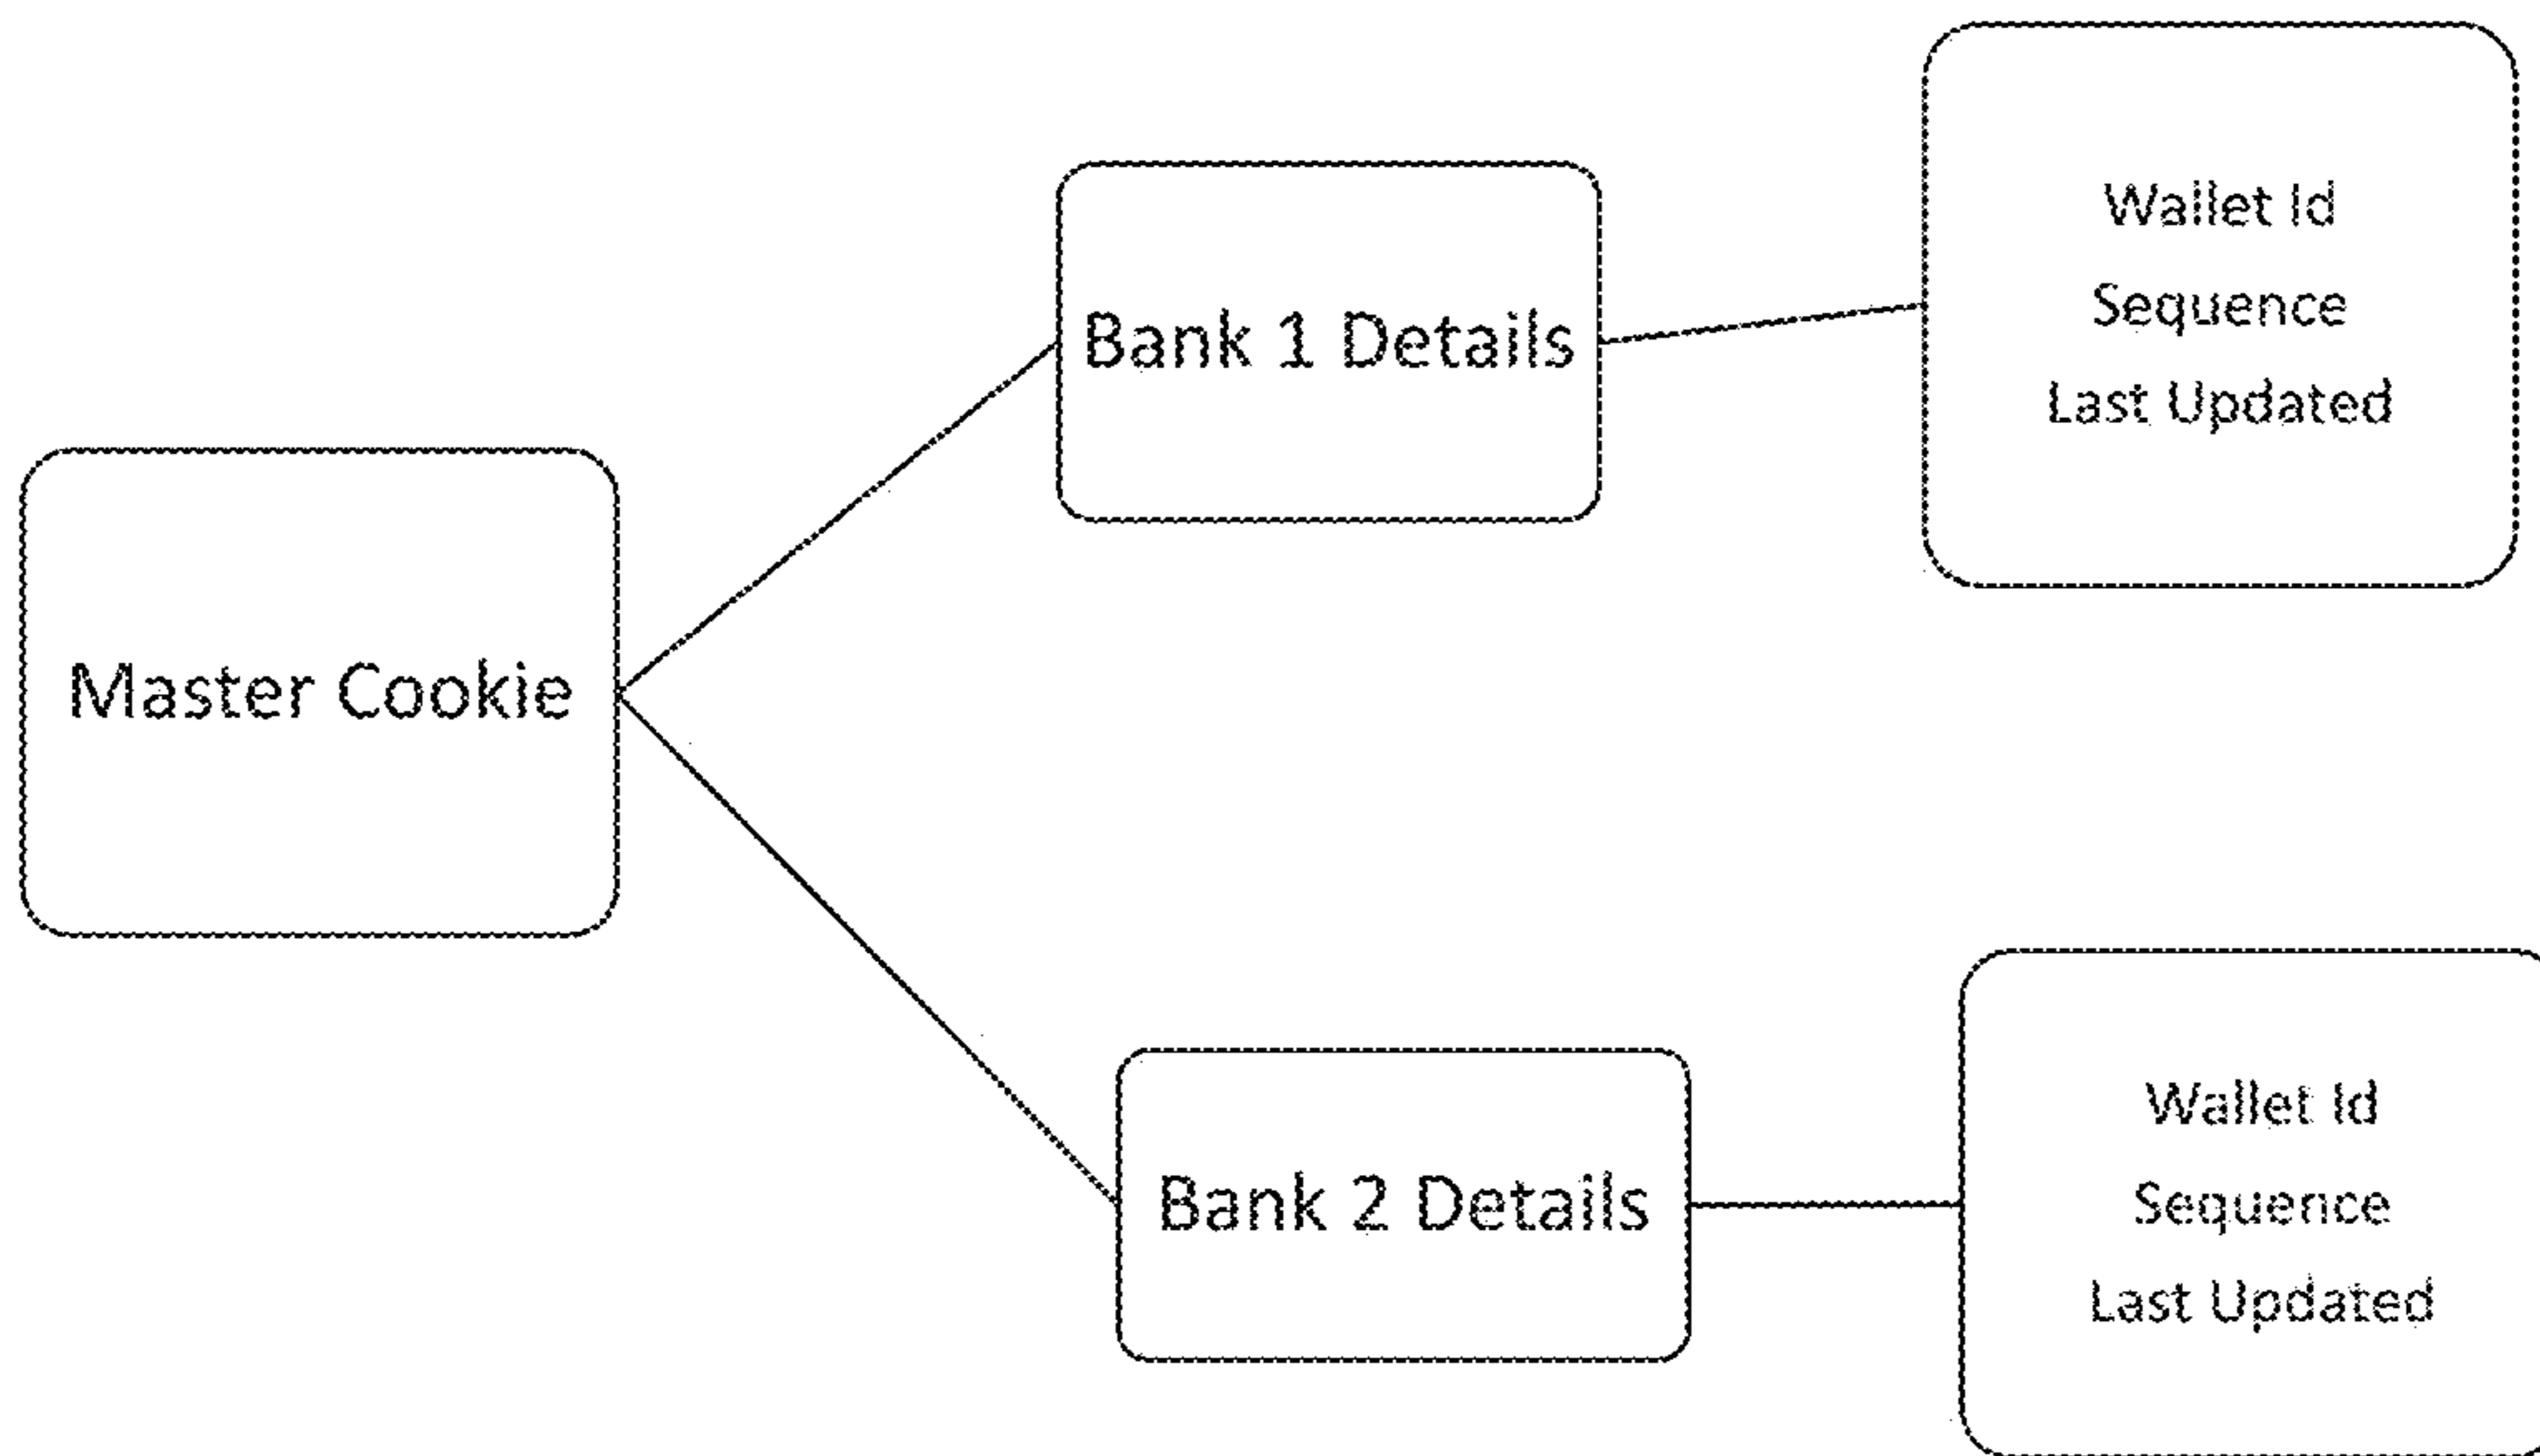 Wallet Id
Sequence
Last Updated
Bank 1 Details
Master Cookie
Bank 2 Details
Wallet Id
Sequence
Last Updated